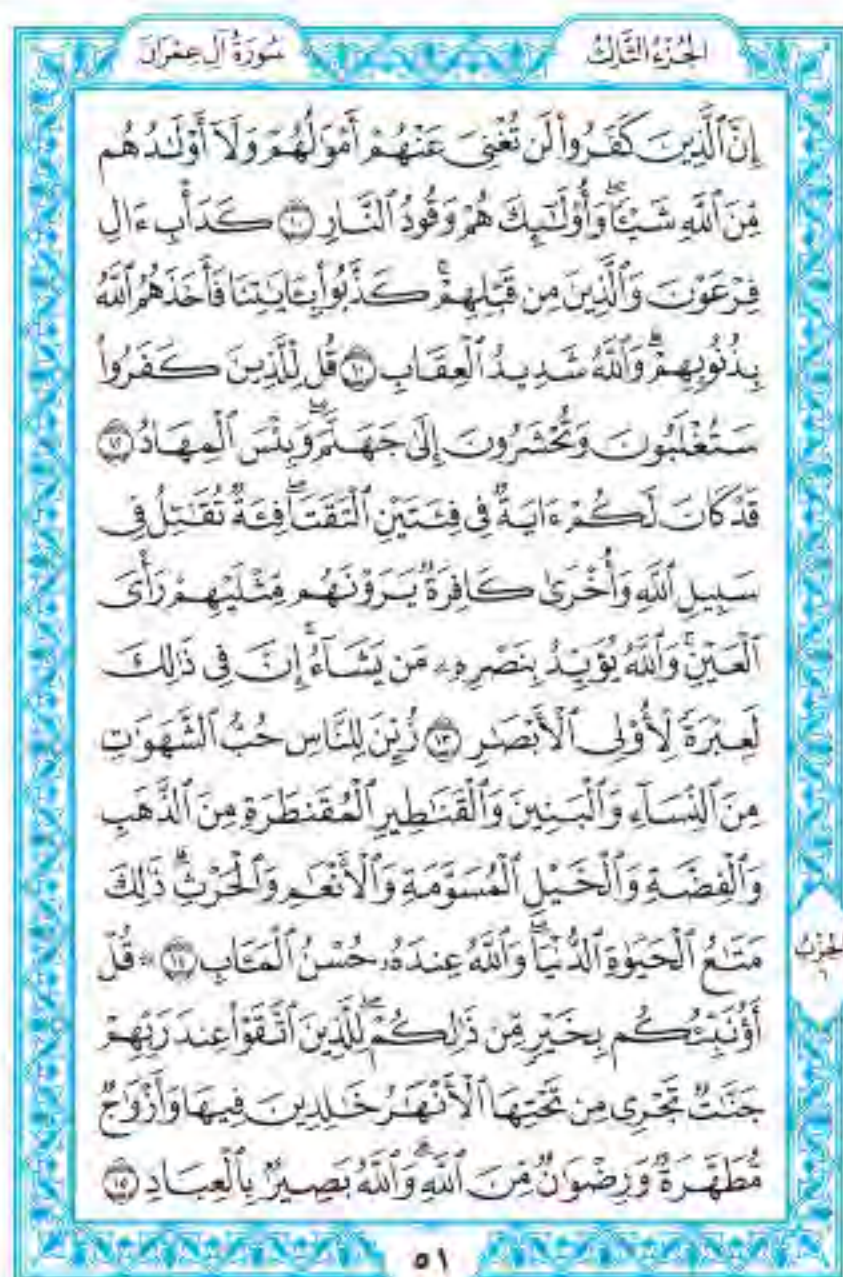 الجُزْءُ الثَّالِثُ
سُورَةُ آلِ عِمْرَانَ
إِنَّ ٱلَّذِينَ كَفَرُواْ لَن تُغْنِىَ عَنْهُمْ أَمْوَٰلُهُمْ وَلَآ أَوْلَٰدُهُم
مِّنَ ٱللَّهِ شَيْـًٔا ۖ وَأُوْلَٰٓئِكَ هُمْ وَقُودُ ٱلنَّارِ ١٠ كَدَأْبِ ءَالِ
فِرْعَوْنَ وَٱلَّذِينَ مِن قَبْلِهِمْ ۚ كَذَّبُواْ بِـَٔايَٰتِنَا فَأَخَذَهُمُ ٱللَّهُ
بِذُنُوبِهِمْ ۗ وَٱللَّهُ شَدِيدُ ٱلْعِقَابِ ١١ قُل لِّلَّذِينَ كَفَرُواْ
سَتُغْلَبُونَ وَتُحْشَرُونَ إِلَىٰ جَهَنَّمَ ۚ وَبِئْسَ ٱلْمِهَادُ ١٢
قَدْ كَانَ لَكُمْ ءَايَةٌ فِى فِئَتَيْنِ ٱلْتَقَتَا ۖ فِئَةٌ تُقَٰتِلُ فِى
سَبِيلِ ٱللَّهِ وَأُخْرَىٰ كَافِرَةٌ يَرَوْنَهُم مِّثْلَيْهِمْ رَأْىَ
ٱلْعَيْنِ ۚ وَٱللَّهُ يُؤَيِّدُ بِنَصْرِهِۦ مَن يَشَآءُ ۗ إِنَّ فِى ذَٰلِكَ
لَعِبْرَةً لِّأُوْلِى ٱلْأَبْصَٰرِ ١٣ زُيِّنَ لِلنَّاسِ حُبُّ ٱلشَّهَوَٰتِ
مِنَ ٱلنِّسَآءِ وَٱلْبَنِينَ وَٱلْقَنَٰطِيرِ ٱلْمُقَنطَرَةِ مِنَ ٱلذَّهَبِ
وَٱلْفِضَّةِ وَٱلْخَيْلِ ٱلْمُسَوَّمَةِ وَٱلْأَنْعَٰمِ وَٱلْحَرْثِ ۗ ذَٰلِكَ
مَتَٰعُ ٱلْحَيَوٰةِ ٱلدُّنْيَا ۖ وَٱللَّهُ عِندَهُۥ حُسْنُ ٱلْمَـَٔابِ ١٤ ۞ قُلْ
أَؤُنَبِّئُكُم بِخَيْرٍ مِّن ذَٰلِكُمْ ۚ لِلَّذِينَ ٱتَّقَوْاْ عِندَ رَبِّهِمْ
جَنَّٰتٌ تَجْرِى مِن تَحْتِهَا ٱلْأَنْهَٰرُ خَٰلِدِينَ فِيهَا وَأَزْوَٰجٌ
مُّطَهَّرَةٌ وَرِضْوَٰنٌ مِّنَ ٱللَّهِ ۗ وَٱللَّهُ بَصِيرٌۢ بِٱلْعِبَادِ ١٥
الحِزْبُ
٦
٥١